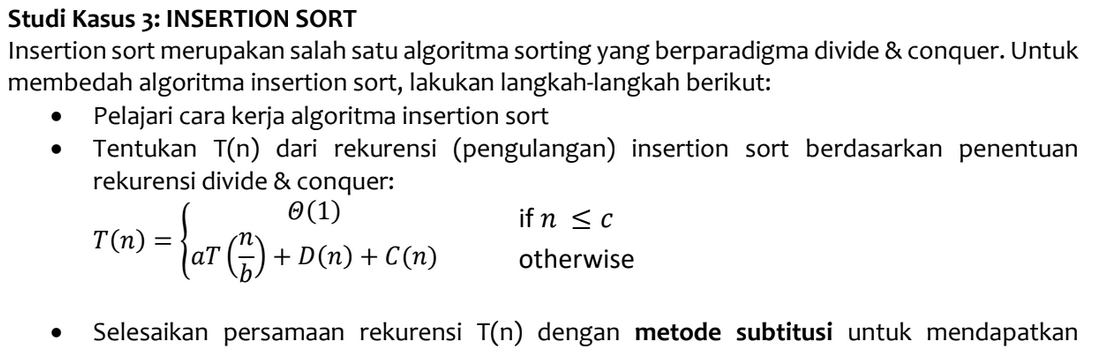 Studi Kasus 3: INSERTION SORT
Insertion sort merupakan salah satu algoritma sorting yang berparadigma divide & conquer. Untuk
membedah algoritma insertion sort, lakukan langkah-langkah berikut:
• Pelajari cara kerja algoritma insertion sort
• Tentukan T(n) dari rekurensi (pengulangan) insertion sort berdasarkan penentuan
rekurensi divide & conquer:
Θ(1) if n ≤ c
T(n) = { aT(n/b) + D(n) + C(n) otherwise
• Selesaikan persamaan rekurensi T(n) dengan metode subtitusi untuk mendapatkan